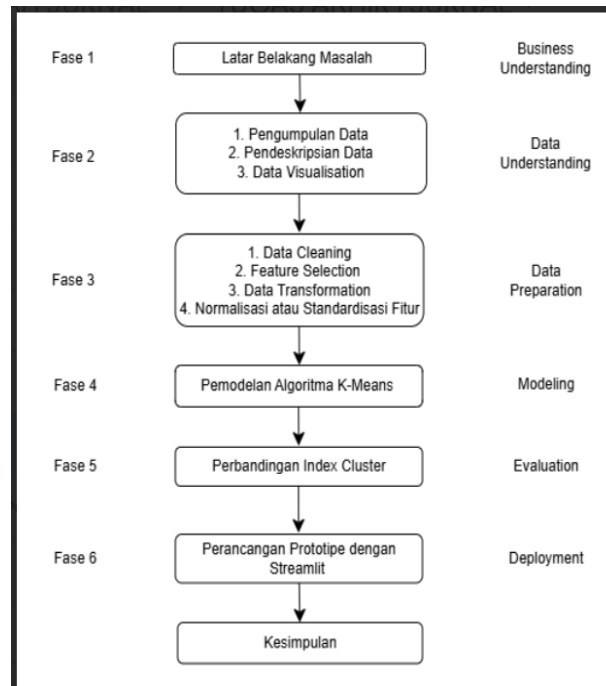 Fase 1
Latar Belakang Masalah
Business
Understanding
Fase 2
1. Pengumpulan Data
2. Pendeskripsian Data
3. Data Visualisation
Data
Understanding
Fase 3
1. Data Cleaning
2. Feature Selection
3. Data Transformation
4. Normalisasi atau Standardisasi Fitur
Data
Preparation
Fase 4
Pemodelan Algoritma K-Means
Modeling
Fase 5
Perbandingan Index Cluster
Evaluation
Fase 6
Perancangan Prototipe dengan
Streamlit
Deployment
Kesimpulan